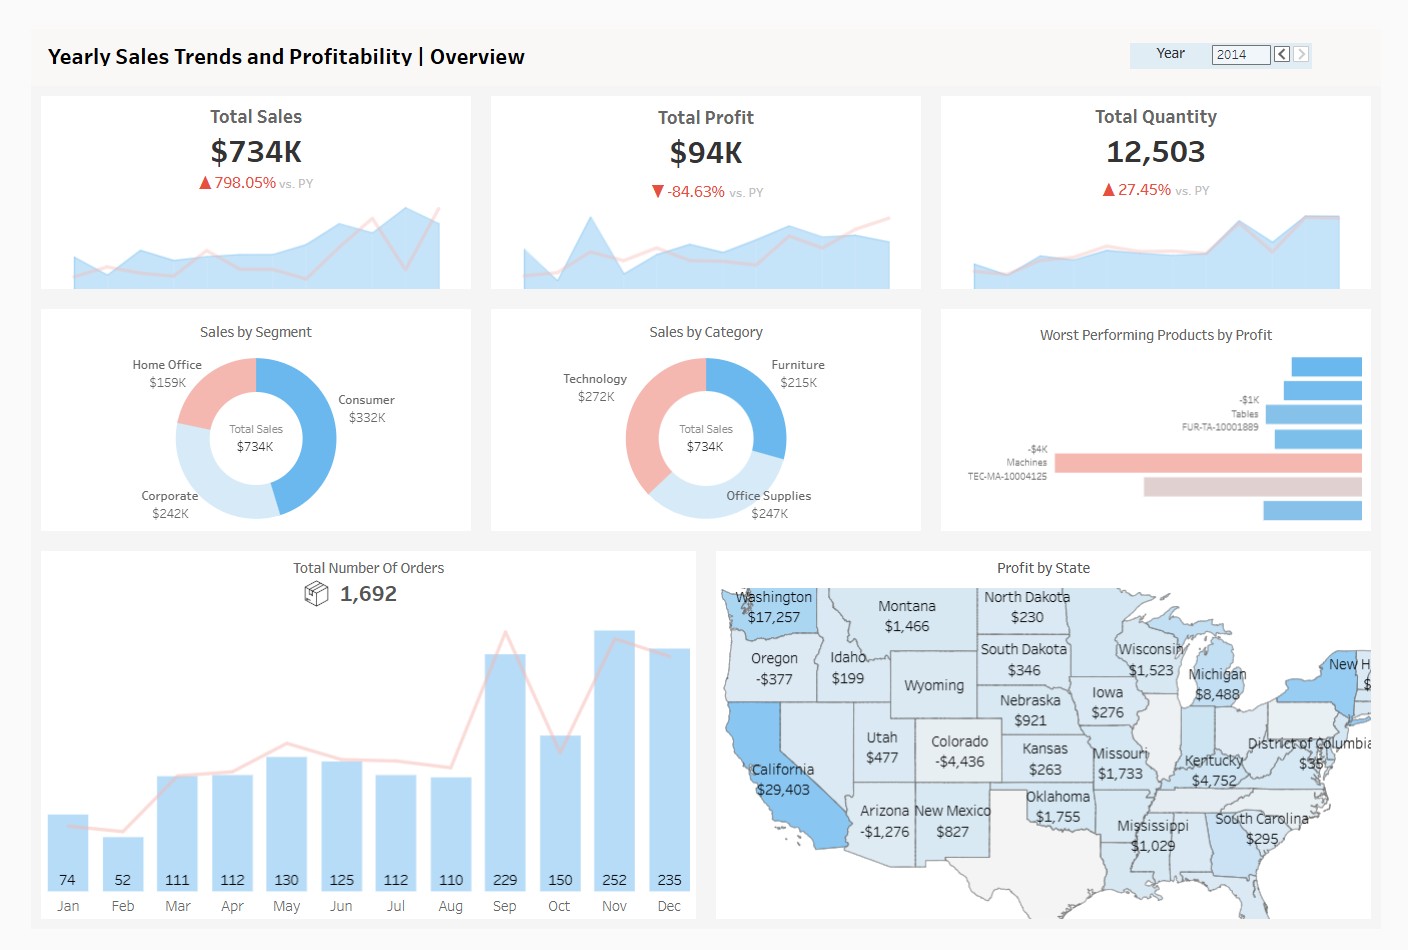 Yearly Sales Trends and Profitability | Overview
Year
2014
Total Sales
$734K
▲ 798.05% vs. PY
Total Profit
$94K
▼ -84.63% vs. PY
Total Quantity
12,503
▲ 27.45% vs. PY
Sales by Segment
Home Office
$159K
Consumer
$332K
Total Sales
$734K
Corporate
$242K
Sales by Category
Technology
$272K
Furniture
$215K
Total Sales
$734K
Office Supplies
$247K
Worst Performing Products by Profit
-$1K
Tables
FUR-TA-10001889
-$4K
Machines
TEC-MA-10004125
Total Number Of Orders
1,692
74 52 111 112 130 125 112 110 229 150 252 235
Jan Feb Mar Apr May Jun Jul Aug Sep Oct Nov Dec
Profit by State
Washington
$17,257
Montana
$1,466
North Dakota
$230
Oregon
-$377
Idaho
$199
Wyoming
South Dakota
$346
Wisconsin
$1,523
Michigan
$8,488
New H
$
Nebraska
$921
Iowa
$276
Utah
$477
Colorado
-$4,436
Kansas
$263
Missouri
$1,733
Kentucky
$4,752
District of Columbia
California
$29,403
Arizona
-$1,276
New Mexico
$827
Oklahoma
$1,755
Mississippi
$1,029
South Carolina
$295